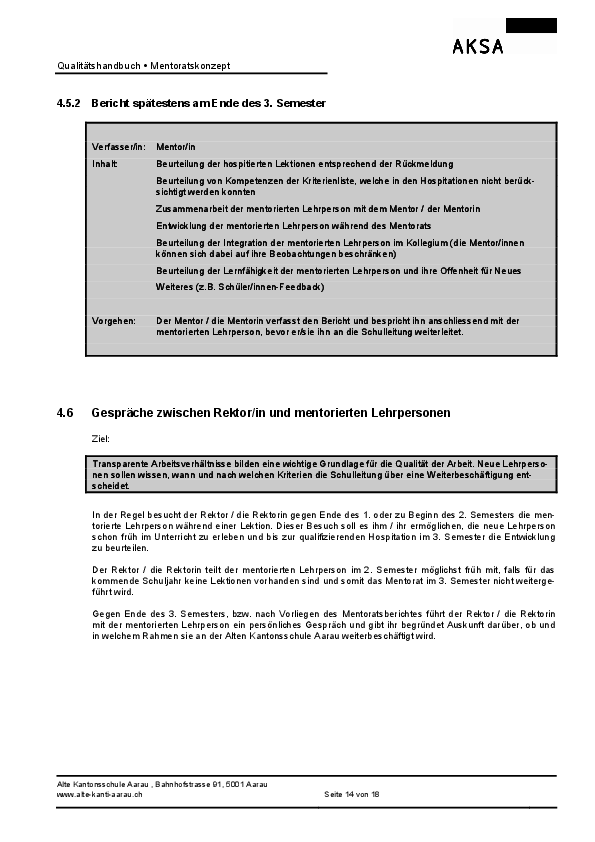 AKSA
Qualitätshandbuch • Mentoratskonzept
4.5.2 Bericht spätestens am Ende des 3. Semester
Verfasser/in: Mentor/in
Inhalt: Beurteilung der hospitierten Lektionen entsprechend der Rückmeldung
Beurteilung von Kompetenzen der Kriterienliste, welche in den Hospitationen nicht berück-
sichtigt werden konnten
Zusammenarbeit der mentorierten Lehrperson mit dem Mentor / der Mentorin
Entwicklung der mentorierten Lehrperson während des Mentorats
Beurteilung der Integration der mentorierten Lehrperson im Kollegium (die Mentor/innen
können sich dabei auf ihre Beobachtungen beschränken)
Beurteilung der Lernfähigkeit der mentorierten Lehrperson und ihre Offenheit für Neues
Weiteres (z.B. Schüler/innen-Feedback)
Vorgehen: Der Mentor / die Mentorin verfasst den Bericht und bespricht ihn anschliessend mit der
mentorierten Lehrperson, bevor er/sie ihn an die Schulleitung weiterleitet.
4.6 Gespräche zwischen Rektor/in und mentorierten Lehrpersonen
Ziel:
Transparente Arbeitsverhältnisse bilden eine wichtige Grundlage für die Qualität der Arbeit. Neue Lehrperso-
nen sollen wissen, wann und nach welchen Kriterien die Schulleitung über eine Weiterbeschäftigung ent-
scheidet.
In der Regel besucht der Rektor / die Rektorin gegen Ende des 1. oder zu Beginn des 2. Semesters die men-
torierte Lehrperson während einer Lektion. Dieser Besuch soll es ihm / ihr ermöglichen, die neue Lehrperson
schon früh im Unterricht zu erleben und bis zur qualifizierenden Hospitation im 3. Semester die Entwicklung
zu beurteilen.
Der Rektor / die Rektorin teilt der mentorierten Lehrperson im 2. Semester möglichst früh mit, falls für das
kommende Schuljahr keine Lektionen vorhanden sind und somit das Mentorat im 3. Semester nicht weiterge-
führt wird.
Gegen Ende des 3. Semesters, bzw. nach Vorliegen des Mentoratsberichtes führt der Rektor / die Rektorin
mit der mentorierten Lehrperson ein persönliches Gespräch und gibt ihr begründet Auskunft darüber, ob und
in welchem Rahmen sie an der Alten Kantonsschule Aarau weiterbeschäftigt wird.
Alte Kantonsschule Aarau , Bahnhofstrasse 91, 5001 Aarau
www.alte-kanti-aarau.ch Seite 14 von 18